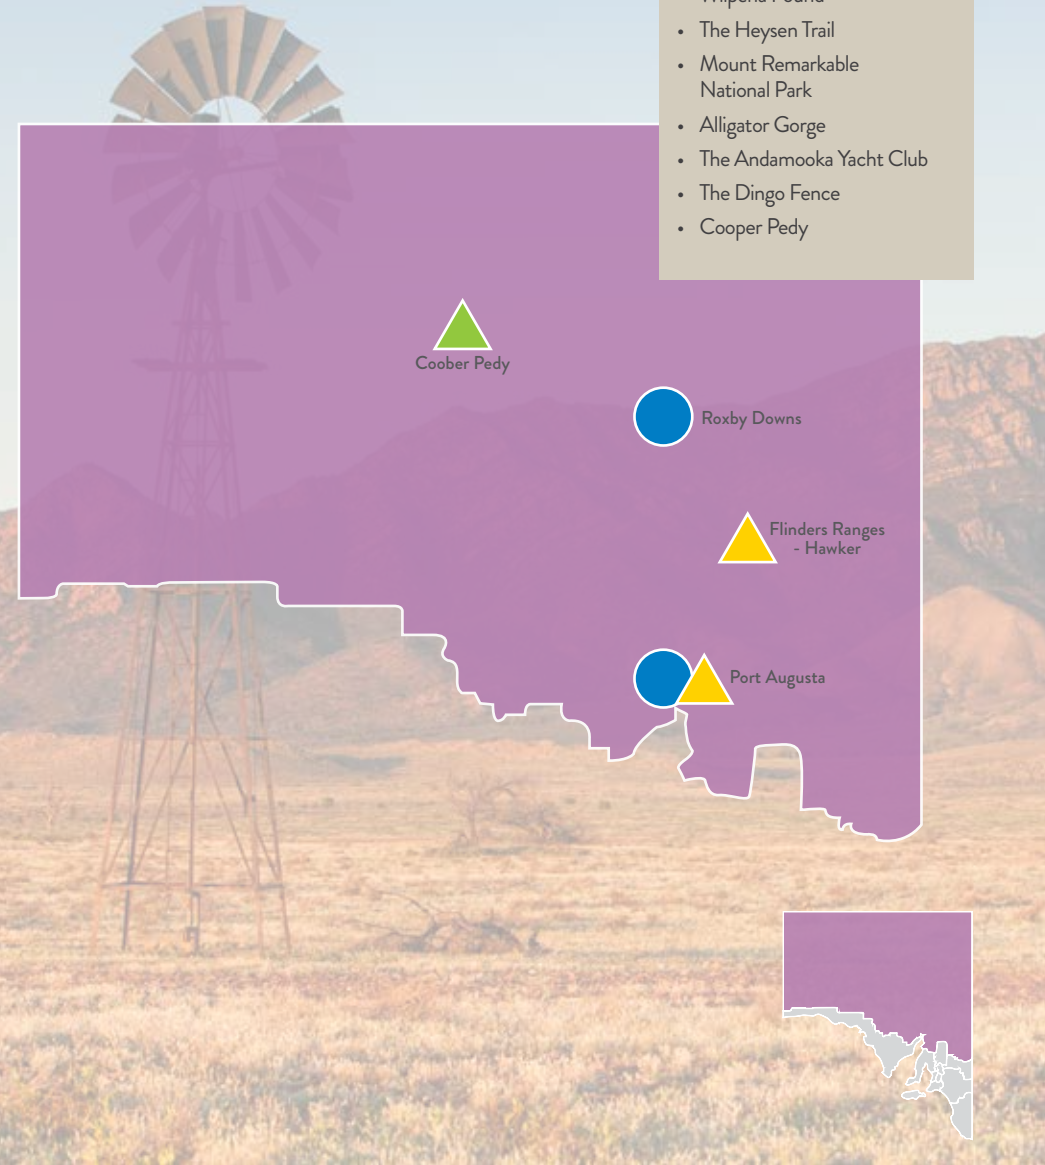 • The Heysen Trail
• Mount Remarkable
National Park
• Alligator Gorge
• The Andamooka Yacht Club
• The Dingo Fence
• Cooper Pedy
Coober Pedy
Roxby Downs
Flinders Ranges
- Hawker
Port Augusta